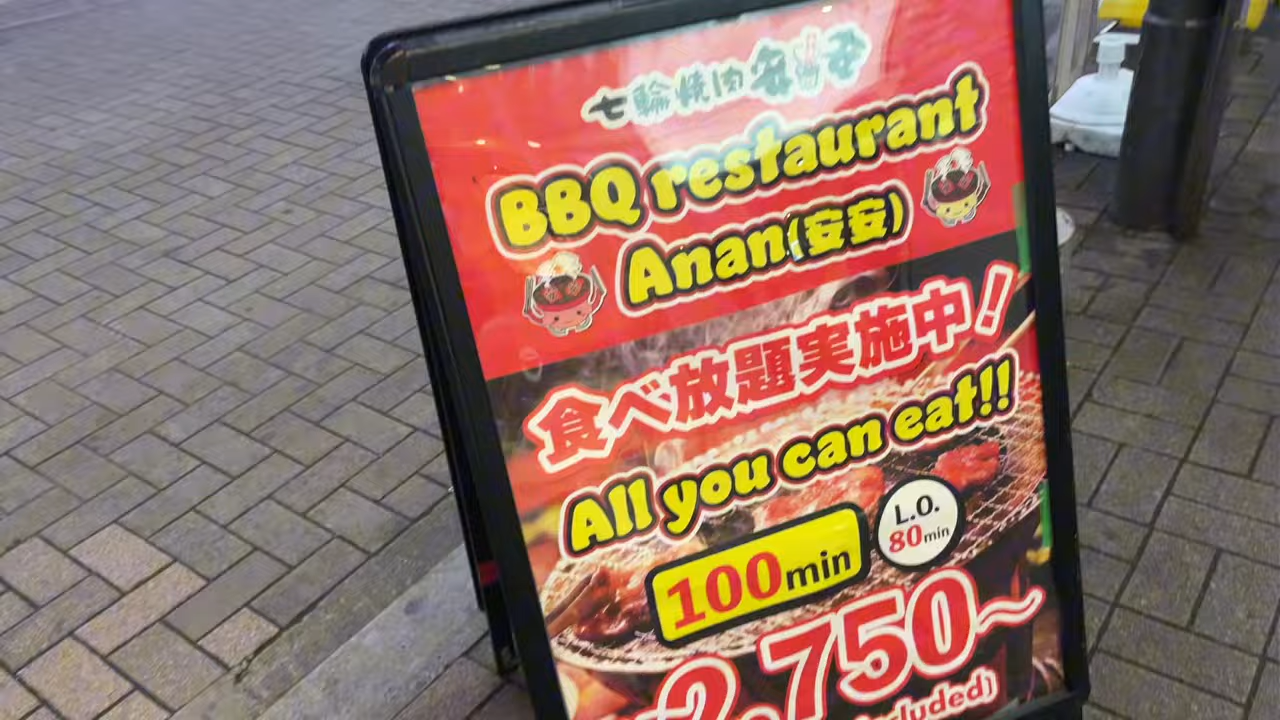 七輪焼肉 安安
BBQ restaurant
Anan(安安)
食べ放題実施中!
All you can eat!!
100min
L.O.
80min
2,750~